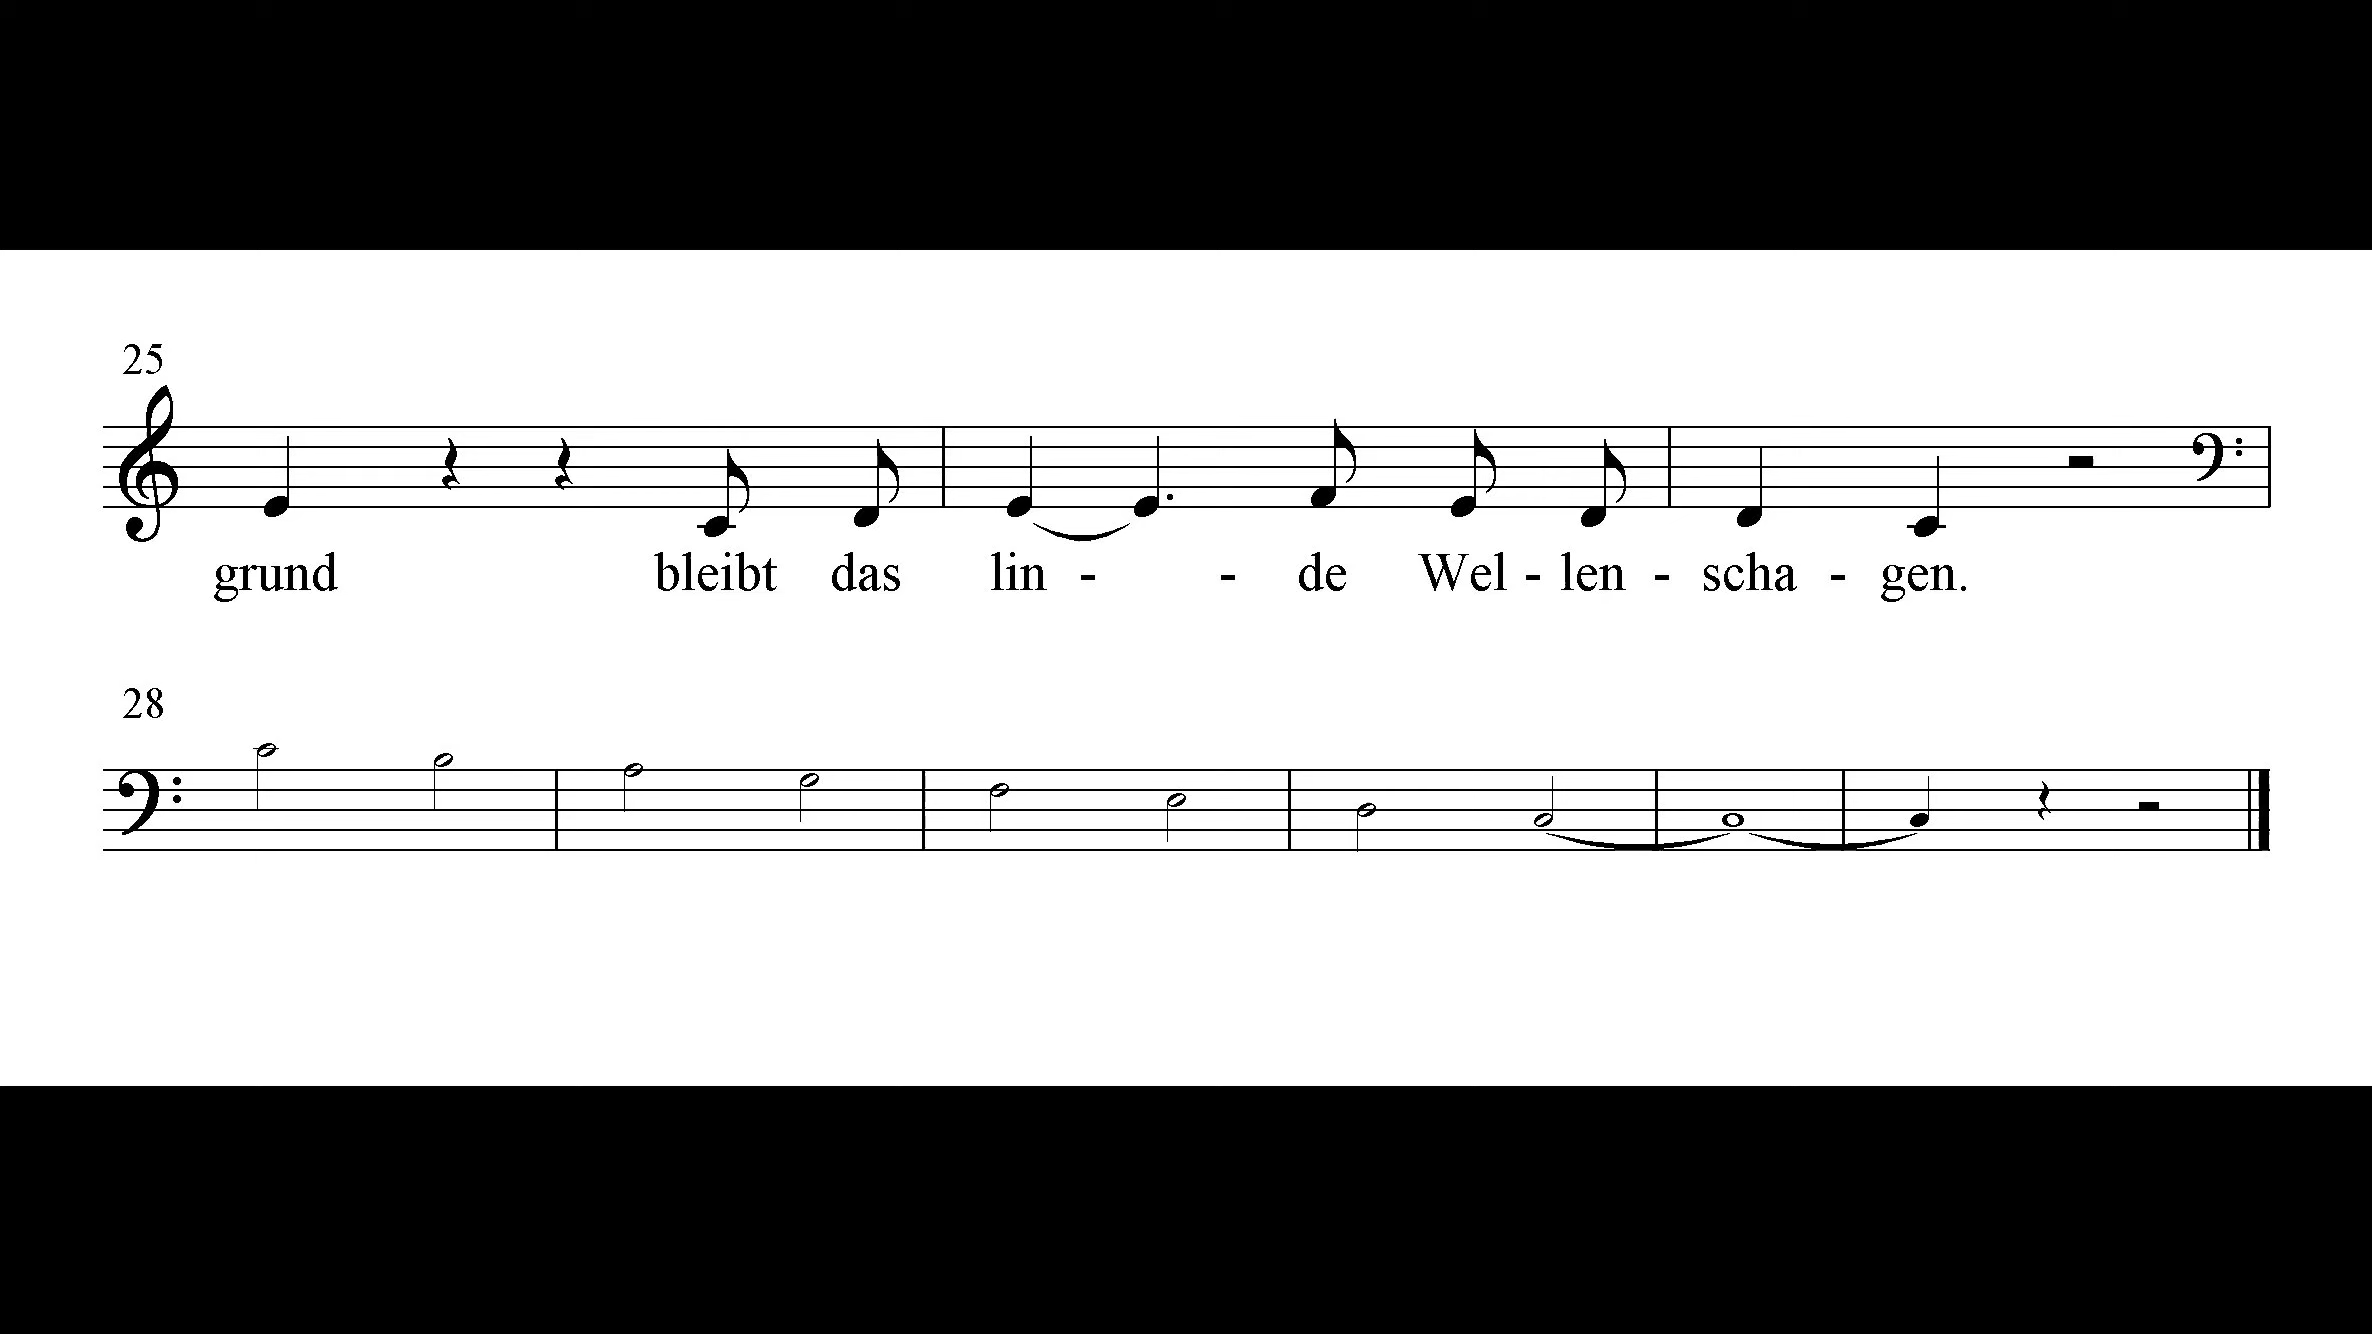 25
grund bleibt das lin - - de Wel - len - scha - gen.
28